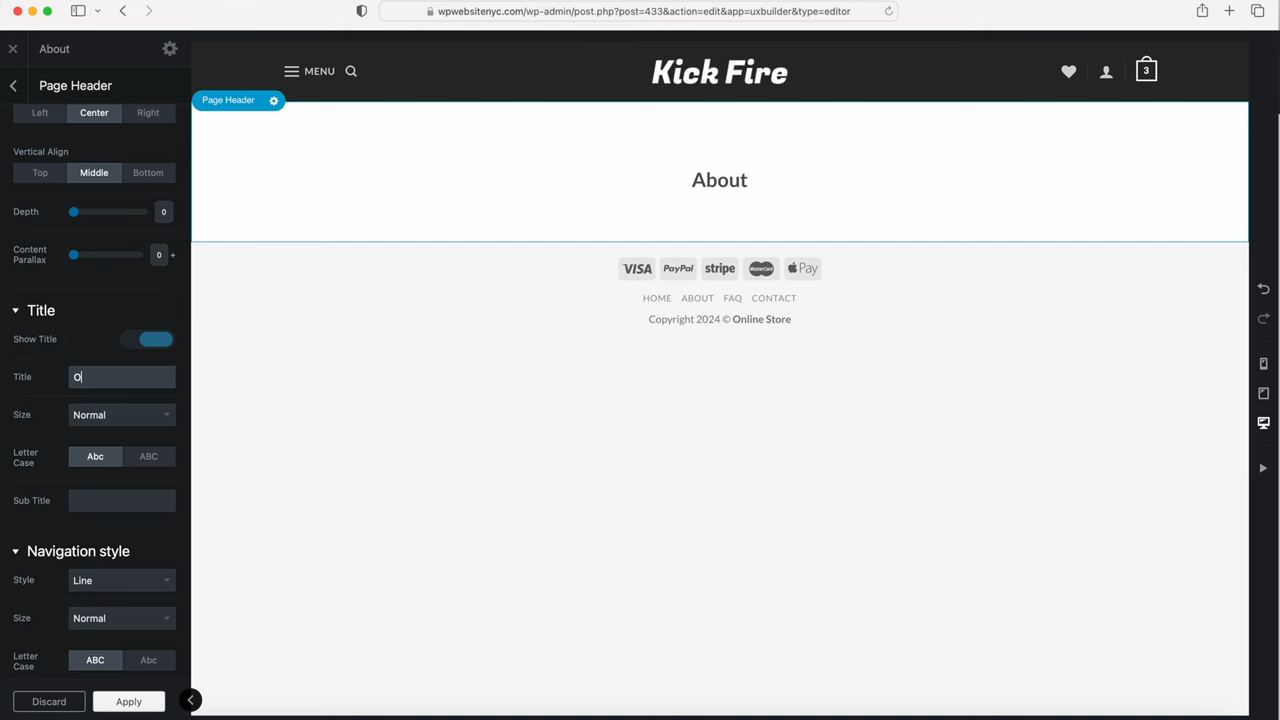 wpwebsitenyc.com/wp-admin/post.php?post=433&action=edit&app=uxbuilder&type=editor
About
Page Header
Left Center Right
Vertical Align
Top Middle Bottom
Depth 0
Content
Parallax 0 +
Title
Show Title
Title O
Size Normal
Letter
Case Abc ABC
Sub Title
Navigation style
Style Line
Size Normal
Letter
Case ABC Abc
Discard Apply
MENU Kick Fire 3
Page Header
About
VISA PayPal stripe MasterCard Pay
HOME ABOUT FAQ CONTACT
Copyright 2024 © Online Store